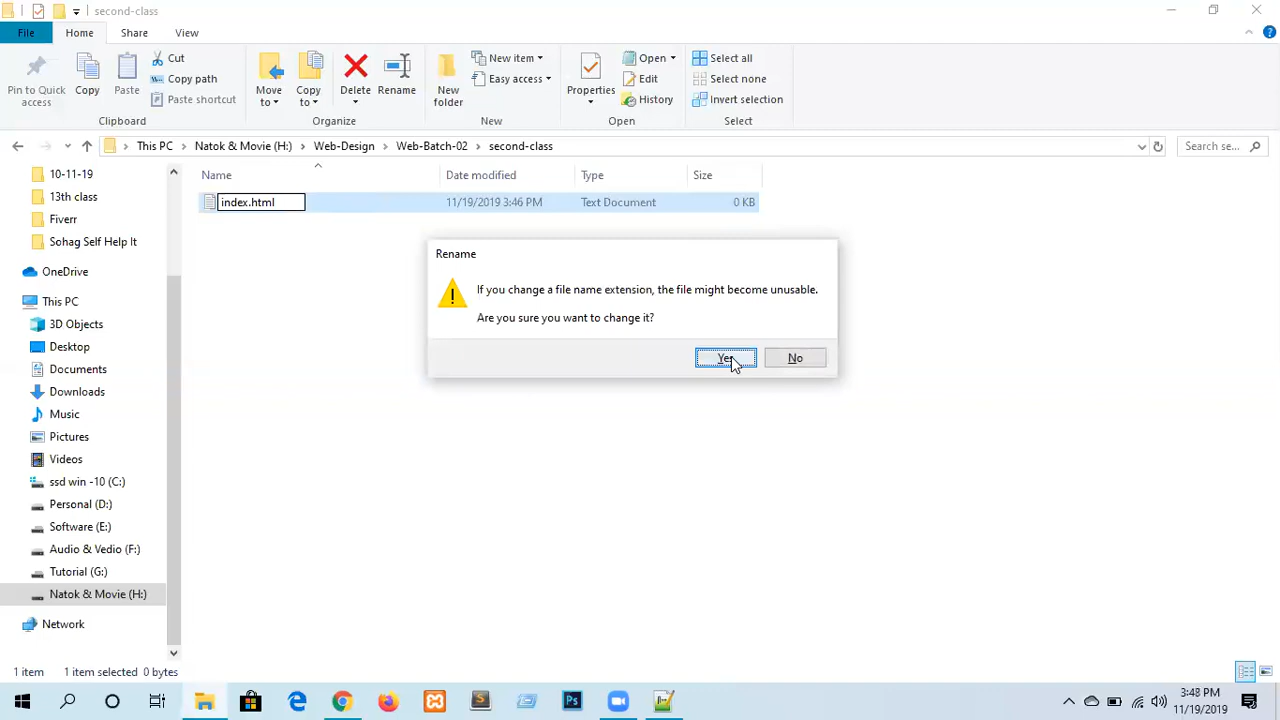 second-class
File Home Share View
Pin to Quick access
Copy
Paste
Cut
Copy path
Paste shortcut
Clipboard
Move to
Copy to
Delete
Rename
Organize
New folder
New item
Easy access
New
Properties
Open
Edit
History
Open
Select all
Select none
Invert selection
Select
This PC > Natok & Movie (H:) > Web-Design > Web-Batch-02 > second-class
Search se...
Name Date modified Type Size
index.html 11/19/2019 3:46 PM Text Document 0 KB
10-11-19
13th class
Fiverr
Sohag Self Help It
OneDrive
This PC
3D Objects
Desktop
Documents
Downloads
Music
Pictures
Videos
ssd win -10 (C:)
Personal (D:)
Software (E:)
Audio & Vedio (F:)
Tutorial (G:)
Natok & Movie (H:)
Network
Rename
If you change a file name extension, the file might become unusable.
Are you sure you want to change it?
Yes No
1 item 1 item selected 0 bytes
3:48 PM
11/19/2019